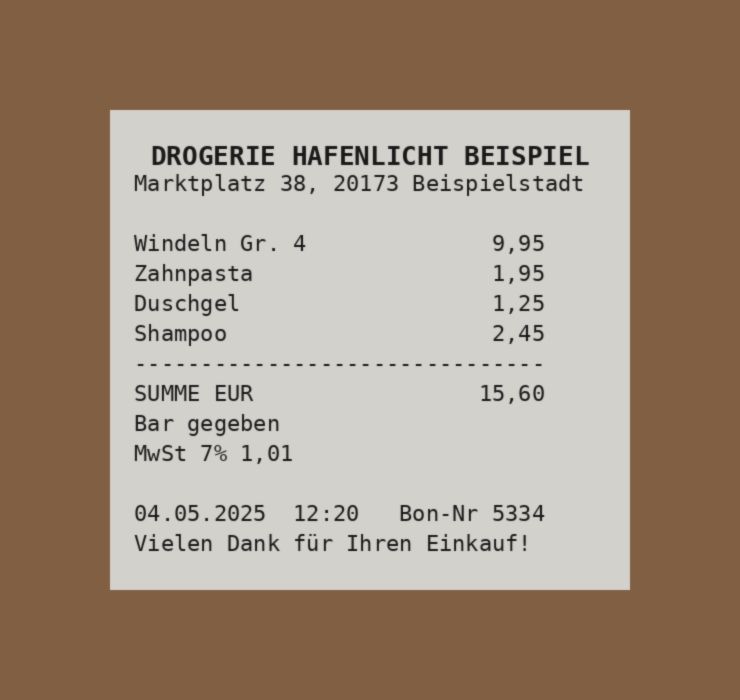 DROGERIE HAFENLICHT BEISPIEL
Marktplatz 38, 20173 Beispielstadt
Windeln Gr. 4 9,95
Zahnpasta 1,95
Duschgel 1,25
Shampoo 2,45
-------------------------------
SUMME EUR 15,60
Bar gegeben
MwSt 7% 1,01
04.05.2025 12:20 Bon-Nr 5334
Vielen Dank für Ihren Einkauf!